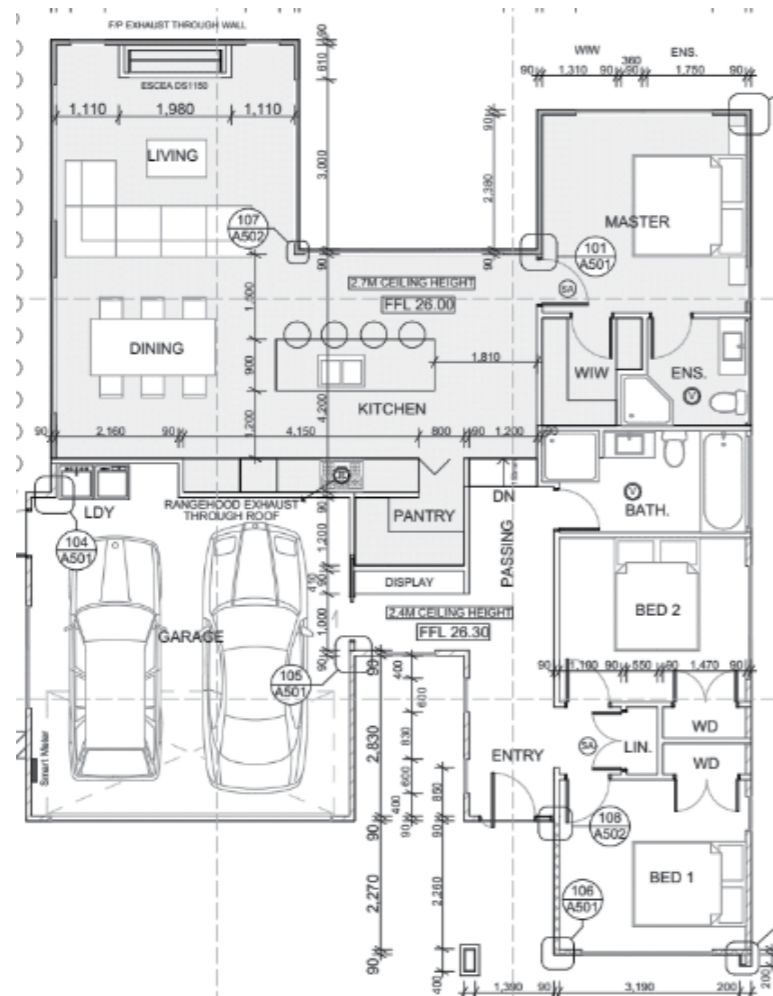 F/P EXHAUST THROUGH WALL
WIW
ENS.
360
90 1,310 90 90 1,750 90
90
610
ESCEA DS1150
1,110 1,980 1,110
90
LIVING
3,000
2,380
MASTER
107
A502
101
A501
90
90
2.7M CEILING HEIGHT
SA
FFL 26.00
DINING
900
1,810
WIW
ENS.
4,200
KITCHEN
V
1,200
90 2,160 90 4,150 800 90 1,200 90
LDY
RANGEHOOD EXHAUST
THROUGH ROOF
DN
V
BATH.
PANTRY
PASSING
104
A501
90
1,200
90
410
DISPLAY
BED 2
GARAGE
1,000
2.4M CEILING HEIGHT
FFL 26.30
90
90
105
A501
400
90 1,100 550 90 1,470 90
600
WD
2,830
830
ENTRY
SA
LIN.
WD
Smart Meter
600
850
400
90
90
90
108
A502
BED 1
2,270
2,260
106
A501
90
400
1,390 90 3,190 200
200